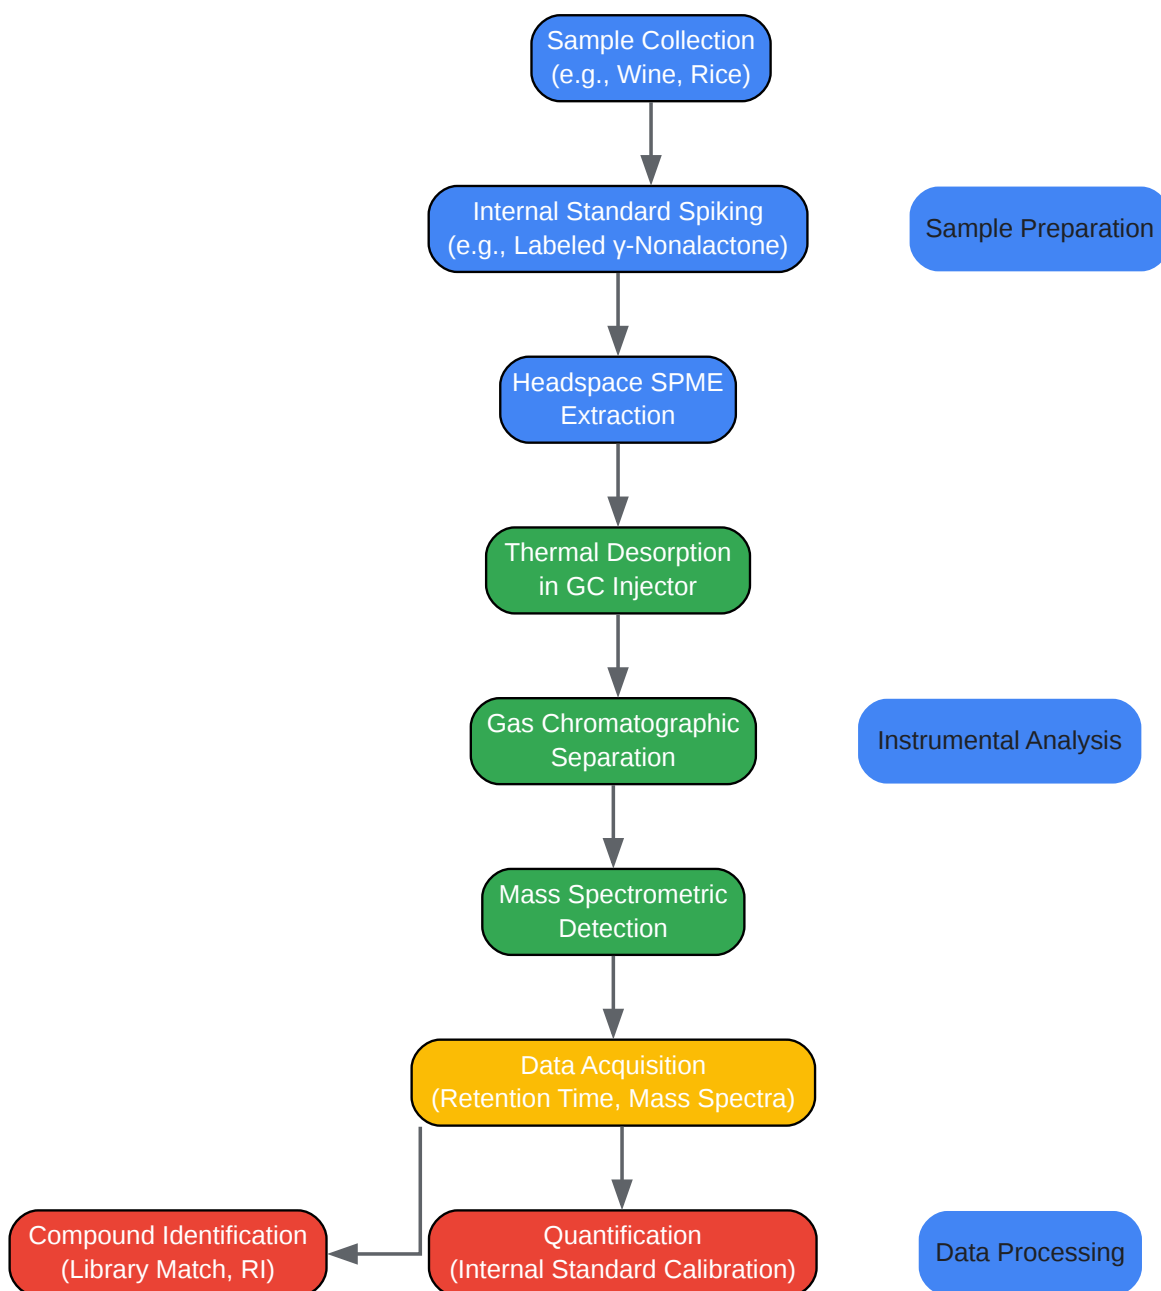 Sample Collection
(e.g., Wine, Rice)
Internal Standard Spiking
(e.g., Labeled γ-Nonalactone)
Sample Preparation
Headspace SPME
Extraction
Thermal Desorption
in GC Injector
Gas Chromatographic
Separation
Instrumental Analysis
Mass Spectrometric
Detection
Data Acquisition
(Retention Time, Mass Spectra)
Compound Identification
(Library Match, RI)
Quantification
(Internal Standard Calibration)
Data Processing